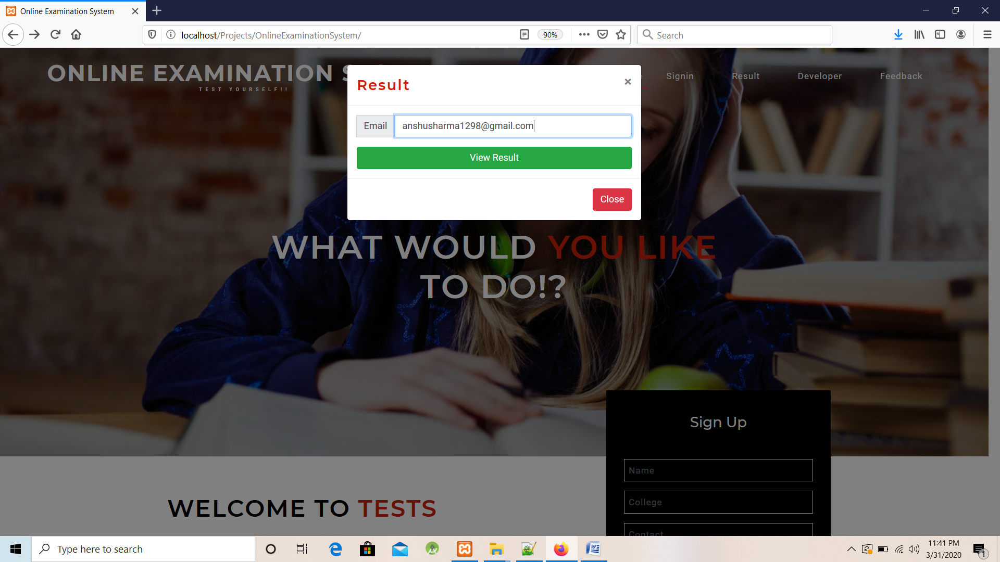 Online Examination System
localhost/Projects/OnlineExaminationSystem/
90%
Search
ONLINE EXAMINATION S
TEST YOURSELF!!
Signin
Result
Developer
Feedback
Result
×
Email
anshusharma1298@gmail.com
View Result
Close
WHAT WOULD YOU LIKE
TO DO!?
Sign Up
Name
College
Contact
WELCOME TO TESTS
Type here to search
11:41 PM
3/31/2020
1